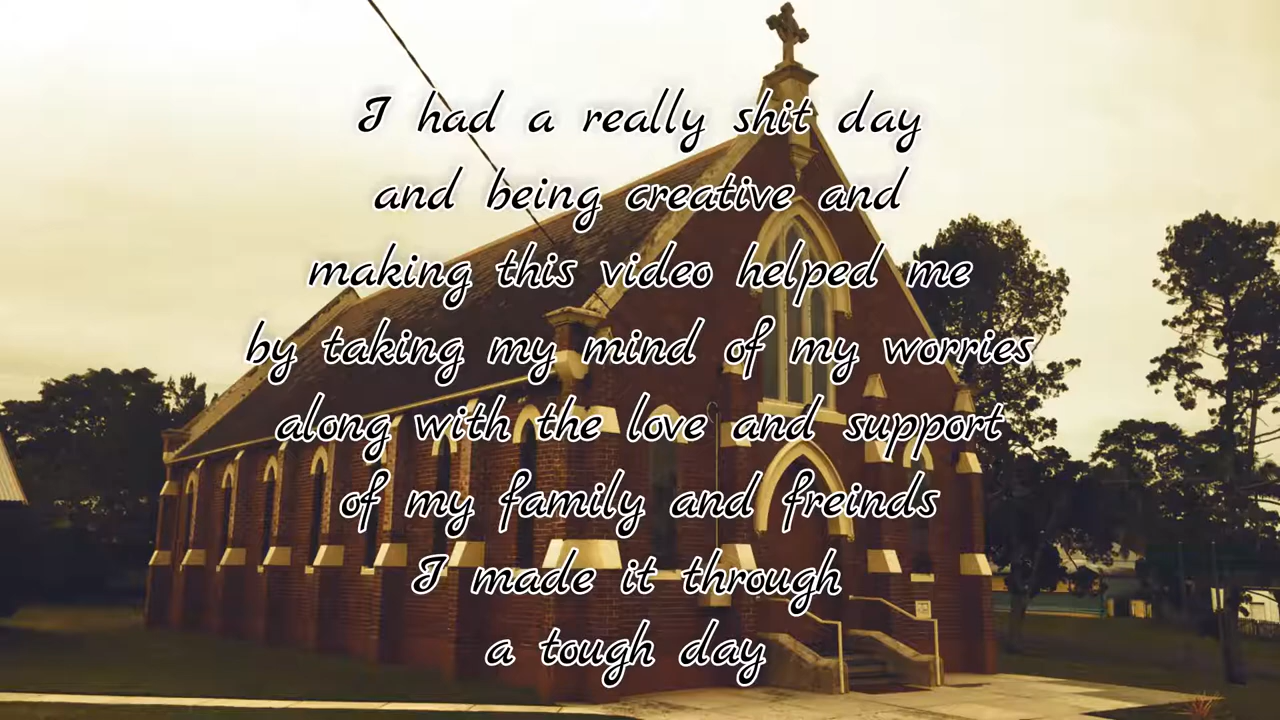 I had a really shit day
and being creative and
making this video helped me
by taking my mind of my worries
along with the love and support
of my family and freinds
I made it through
a tough day